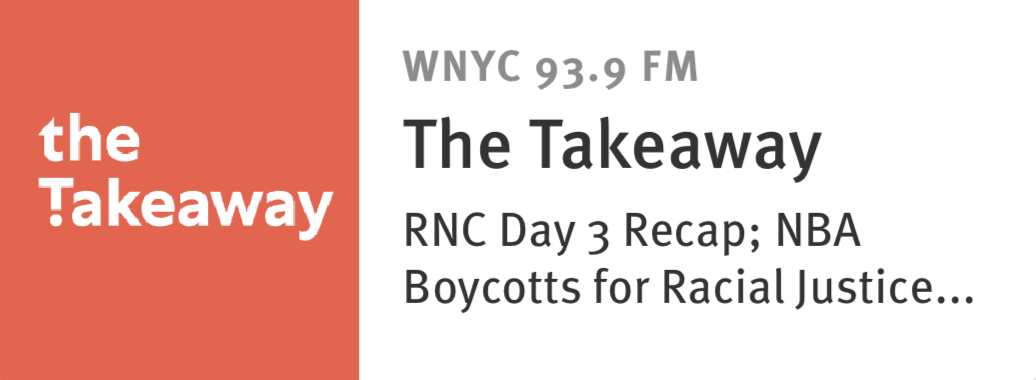 the
Takeaway
WNYC 93.9 FM
The Takeaway
RNC Day 3 Recap; NBA
Boycotts for Racial Justice...